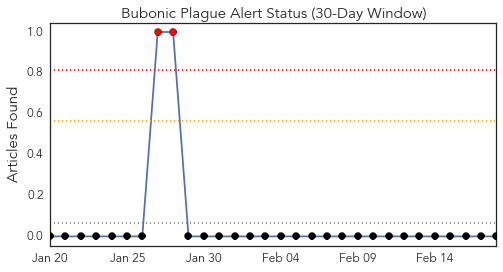 Bubonic Plague Alert Status (30-Day Window)
Articles Found
1.0
0.8
0.6
0.4
0.2
0.0
Jan 20 Jan 25 Jan 30 Feb 04 Feb 09 Feb 14